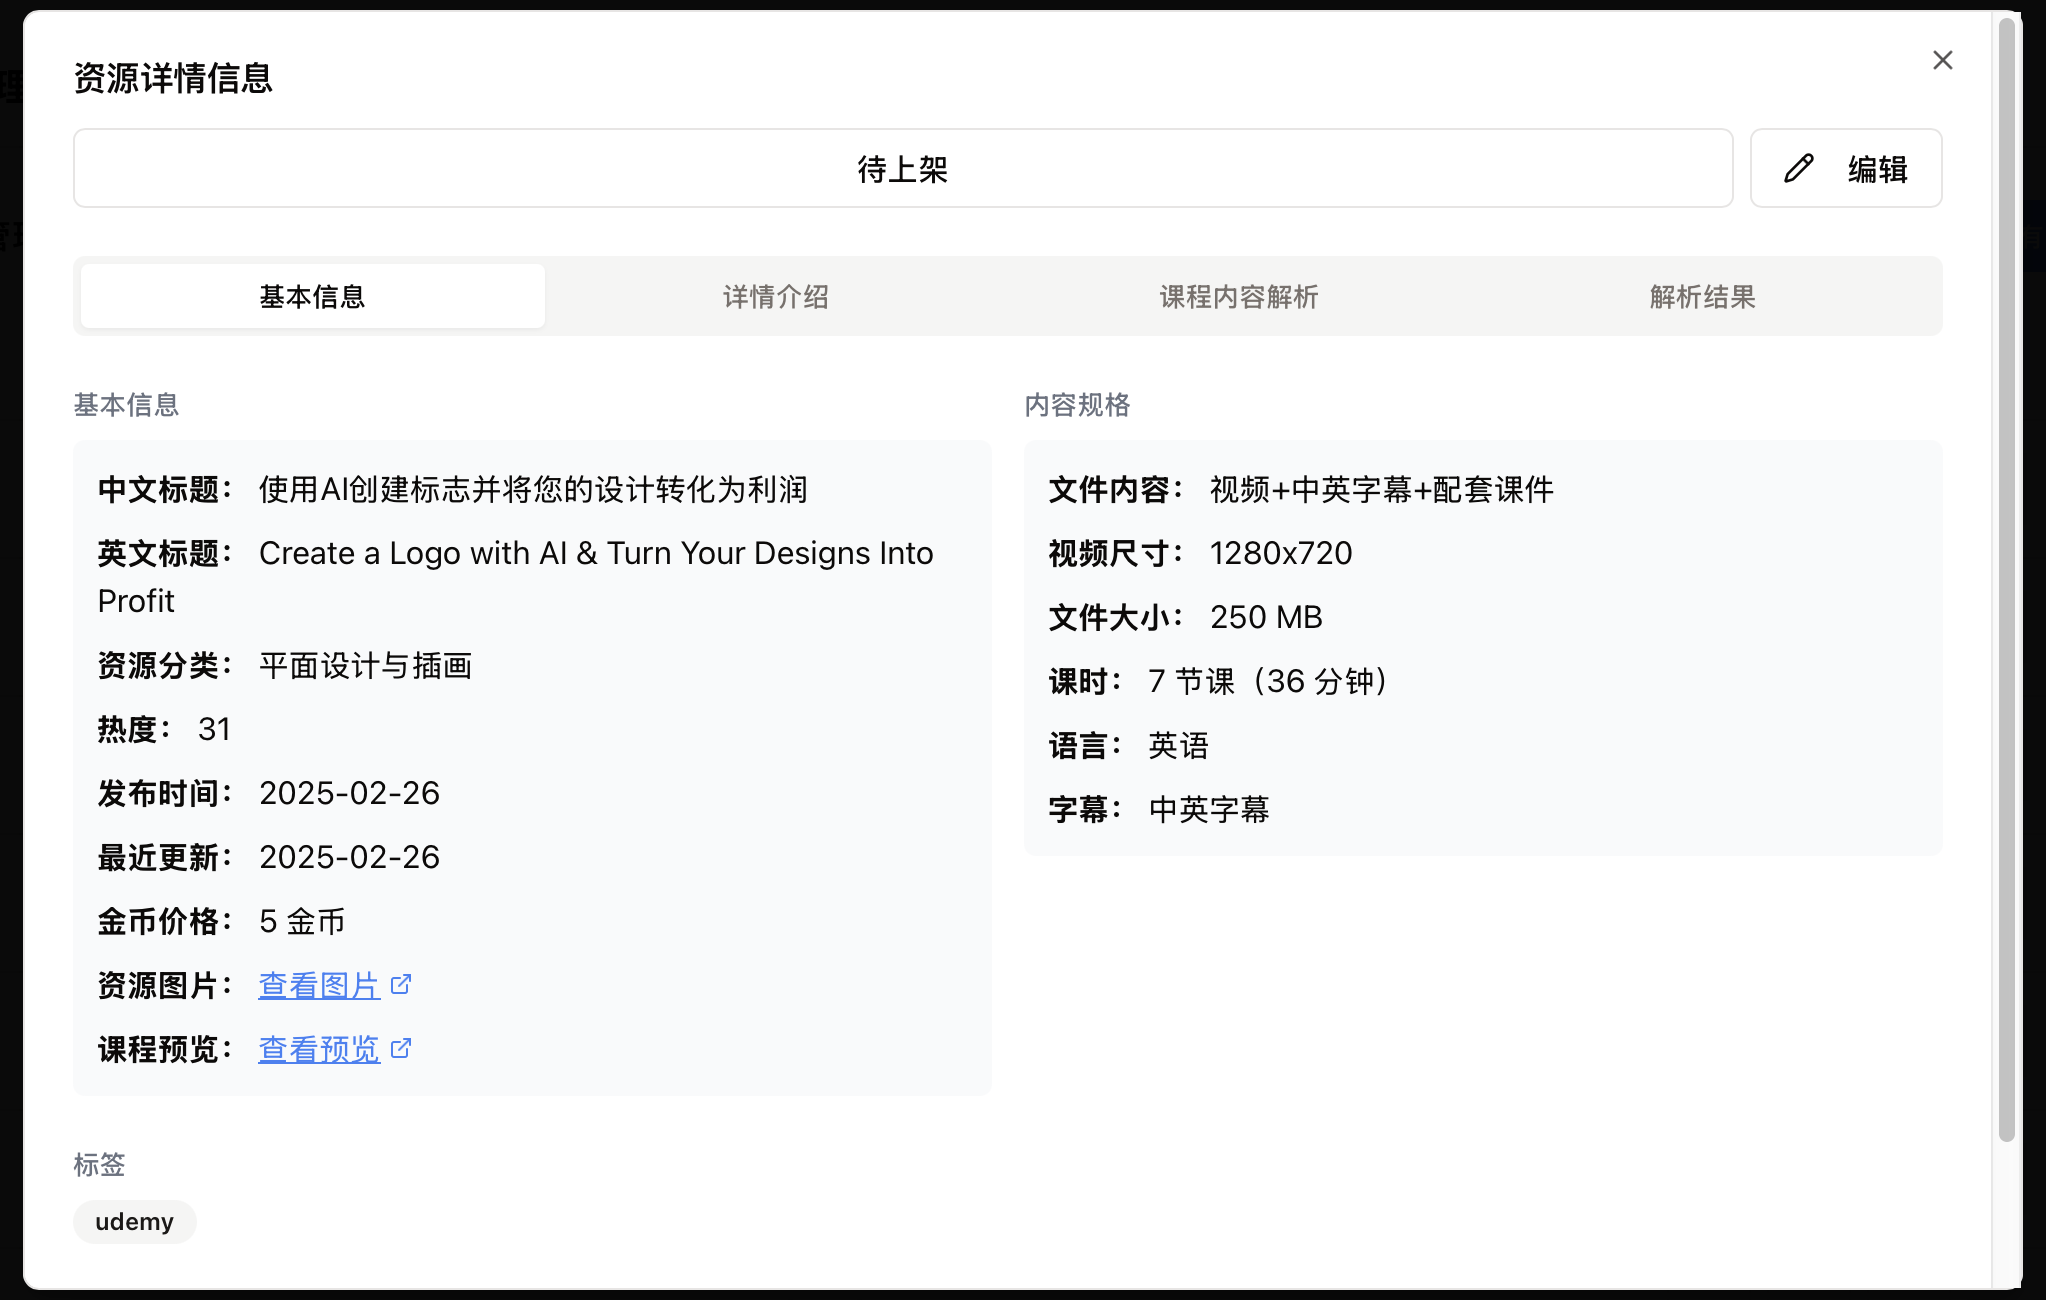 资源详情信息
待上架
编辑
基本信息
详情介绍
课程内容解析
解析结果
基本信息
中文标题： 使用AI创建标志并将您的设计转化为利润
英文标题： Create a Logo with AI & Turn Your Designs Into
Profit
资源分类： 平面设计与插画
热度： 31
发布时间： 2025-02-26
最近更新： 2025-02-26
金币价格： 5 金币
资源图片： 查看图片
课程预览： 查看预览
内容规格
文件内容： 视频+中英字幕+配套课件
视频尺寸： 1280x720
文件大小： 250 MB
课时： 7 节课（36 分钟）
语言： 英语
字幕： 中英字幕
标签
udemy